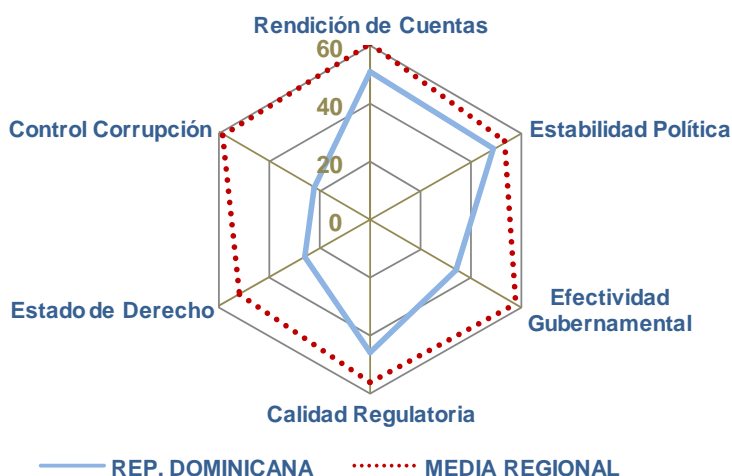 Rendición de Cuentas
60
Control Corrupción
40
Estabilidad Política
20
0
Estado de Derecho
Efectividad
Gubernamental
Calidad Regulatoria
REP. DOMINICANA
MEDIA REGIONAL